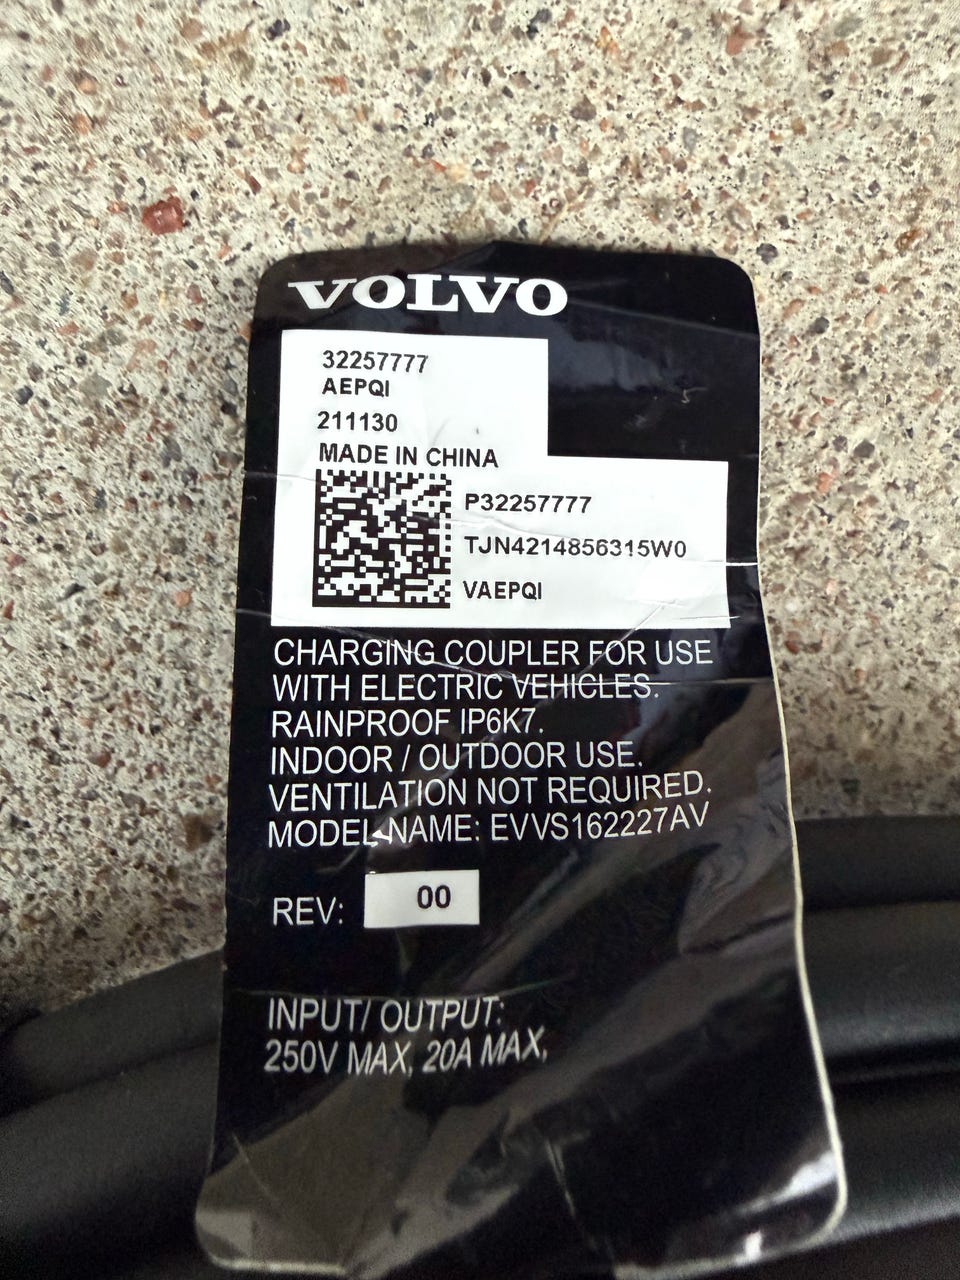 VOLVO
32257777
AEPQI
211130
MADE IN CHINA
P32257777
TJN4214856315W0
VAEPQI
CHARGING COUPLER FOR USE
WITH ELECTRIC VEHICLES.
RAINPROOF IP6K7.
INDOOR / OUTDOOR USE.
VENTILATION NOT REQUIRED.
MODEL NAME: EVVS162227AV
REV: 00
INPUT/ OUTPUT:
250V MAX, 20A MAX,